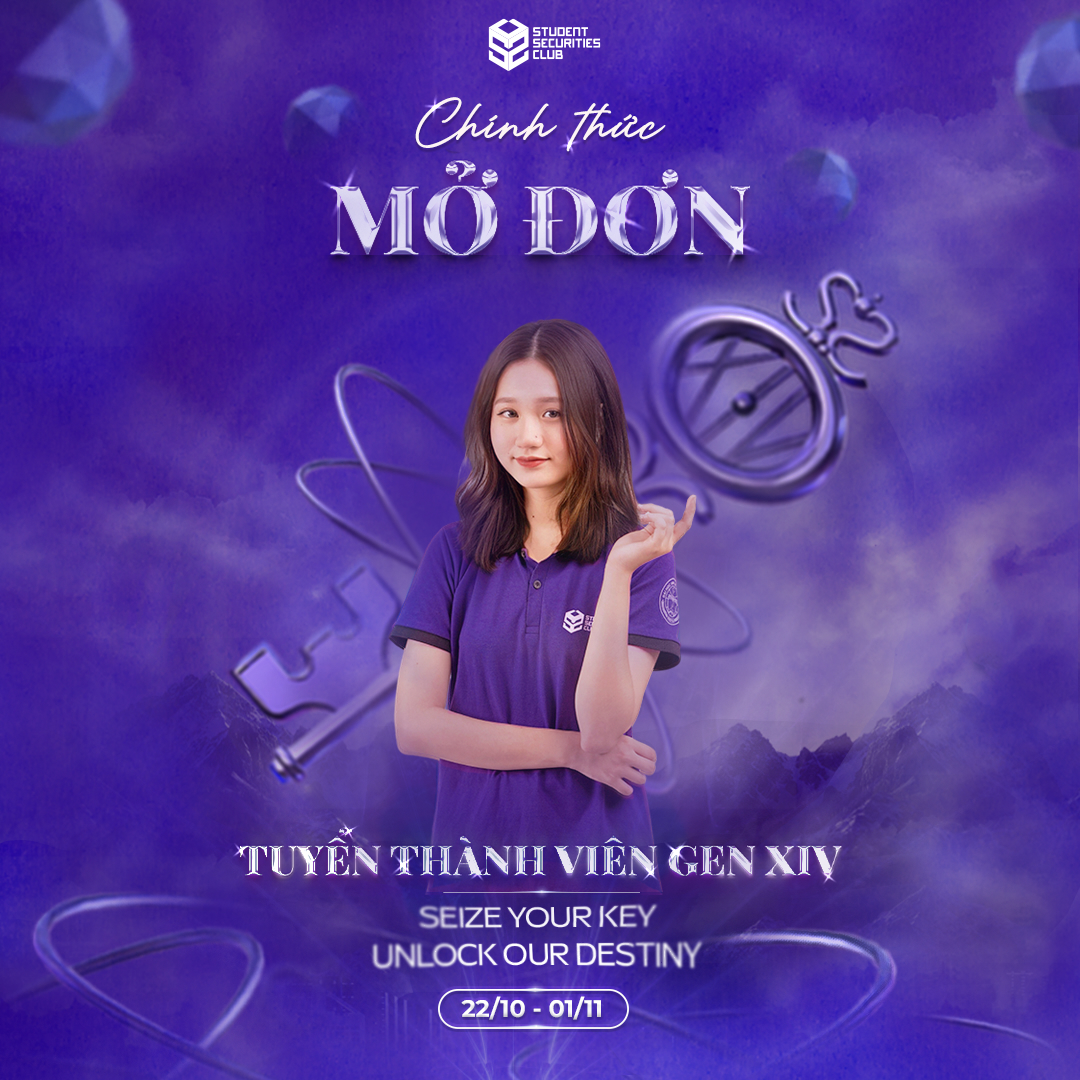 STUDENT
SECURITIES
CLUB
Chính thức
MỞ ĐƠN
TUYỂN THÀNH VIÊN GEN XIV
SEIZE YOUR KEY
UNLOCK OUR DESTINY
22/10 - 01/11